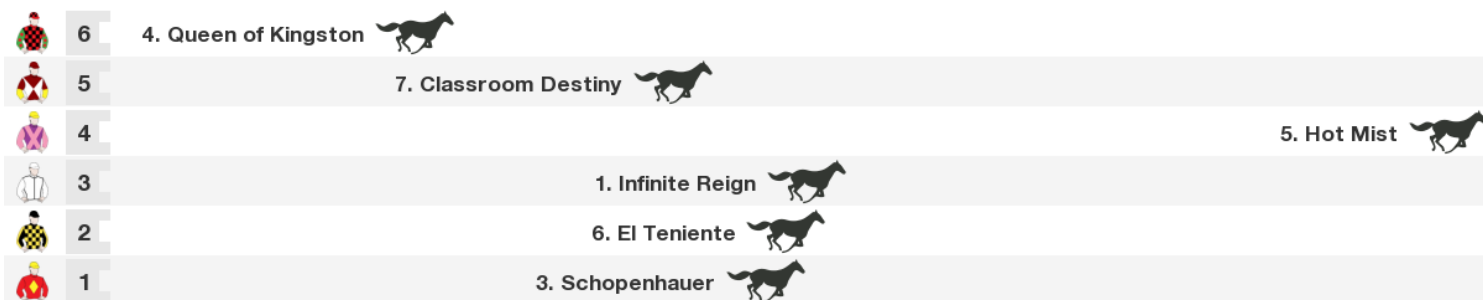 6 4. Queen of Kingston
5 7. Classroom Destiny
4 5. Hot Mist
3 1. Infinite Reign
2 6. El Teniente
1 3. Schopenhauer